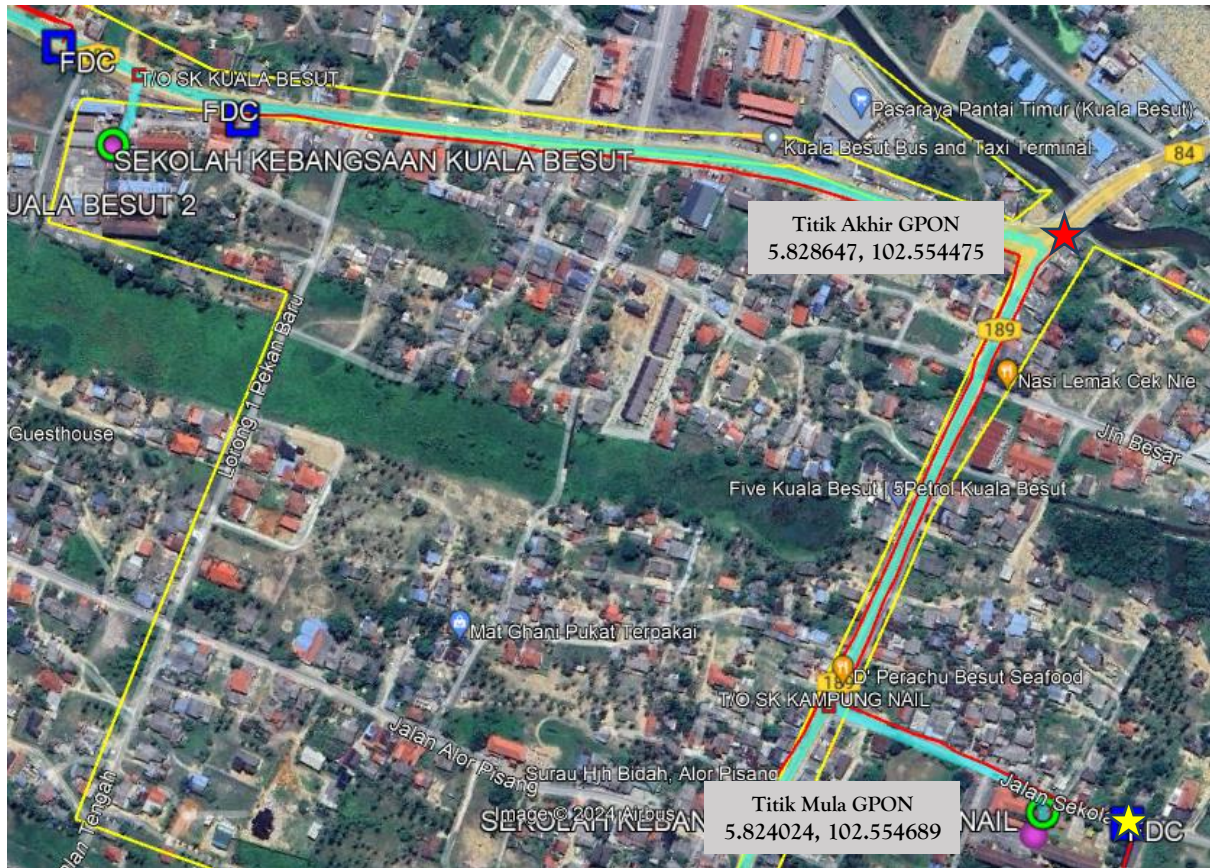 FDC
T/O SK KUALA BESUT
FDC
SEKOLAH KEBANGSAAN KUALA BESUT
UALA BESUT 2
Pasaraya Pantai Timur (Kuala Besut)
Kuala Besut Bus and Taxi Terminal
84
Titik Akhir GPON
5.828647, 102.554475
189
Nasi Lemak Cek Nie
Jln Besar
Lorong 1 Pekan Baru
Guesthouse
Five Kuala Besut | 5Petrol Kuala Besut
Mat Ghani Pukat Terpakai
D' Perachu Besut Seafood
T/O SK KAMPUNG NAIL
Jalan Alor Pisang
Surau Hjh Bidah, Alor Pisang
Jalan Sekola
Titik Mula GPON
5.824024, 102.554689
Image © 2024 Airbus
SEKOLAH KEBAN
NAIL
DC
lan Tengah